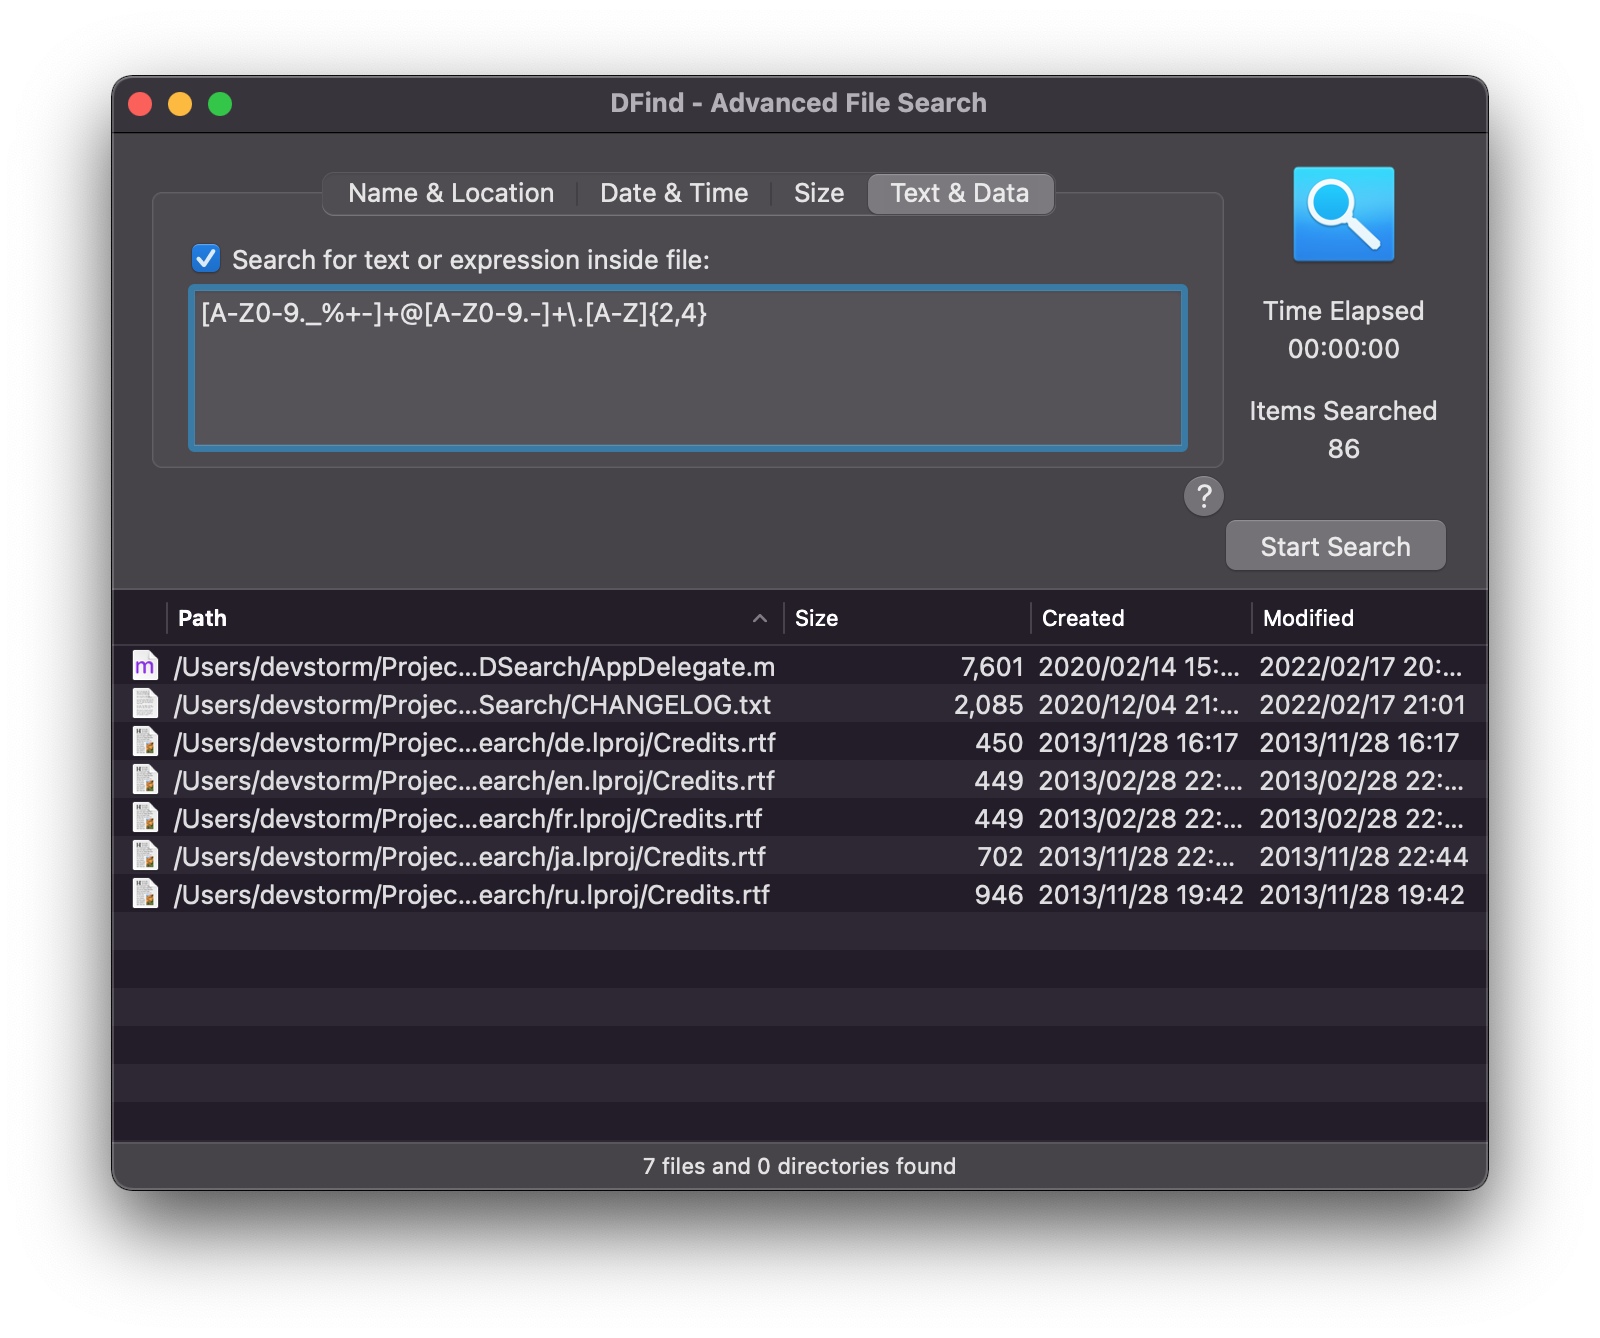 DFind - Advanced File Search
Name & Location Date & Time Size Text & Data
Search for text or expression inside file:
[A-Z0-9._%+-]+@[A-Z0-9.-]+\.[A-Z]{2,4}
Time Elapsed
00:00:00
Items Searched
86
?
Start Search
Path Size Created Modified
m /Users/devstorm/Projec...DSearch/AppDelegate.m 7,601 2020/02/14 15:... 2022/02/17 20:...
/Users/devstorm/Projec...Search/CHANGELOG.txt 2,085 2020/12/04 21:... 2022/02/17 21:01
/Users/devstorm/Projec...earch/de.lproj/Credits.rtf 450 2013/11/28 16:17 2013/11/28 16:17
/Users/devstorm/Projec...earch/en.lproj/Credits.rtf 449 2013/02/28 22:... 2013/02/28 22:...
/Users/devstorm/Projec...earch/fr.lproj/Credits.rtf 449 2013/02/28 22:... 2013/02/28 22:...
/Users/devstorm/Projec...earch/ja.lproj/Credits.rtf 702 2013/11/28 22:... 2013/11/28 22:44
/Users/devstorm/Projec...earch/ru.lproj/Credits.rtf 946 2013/11/28 19:42 2013/11/28 19:42
7 files and 0 directories found